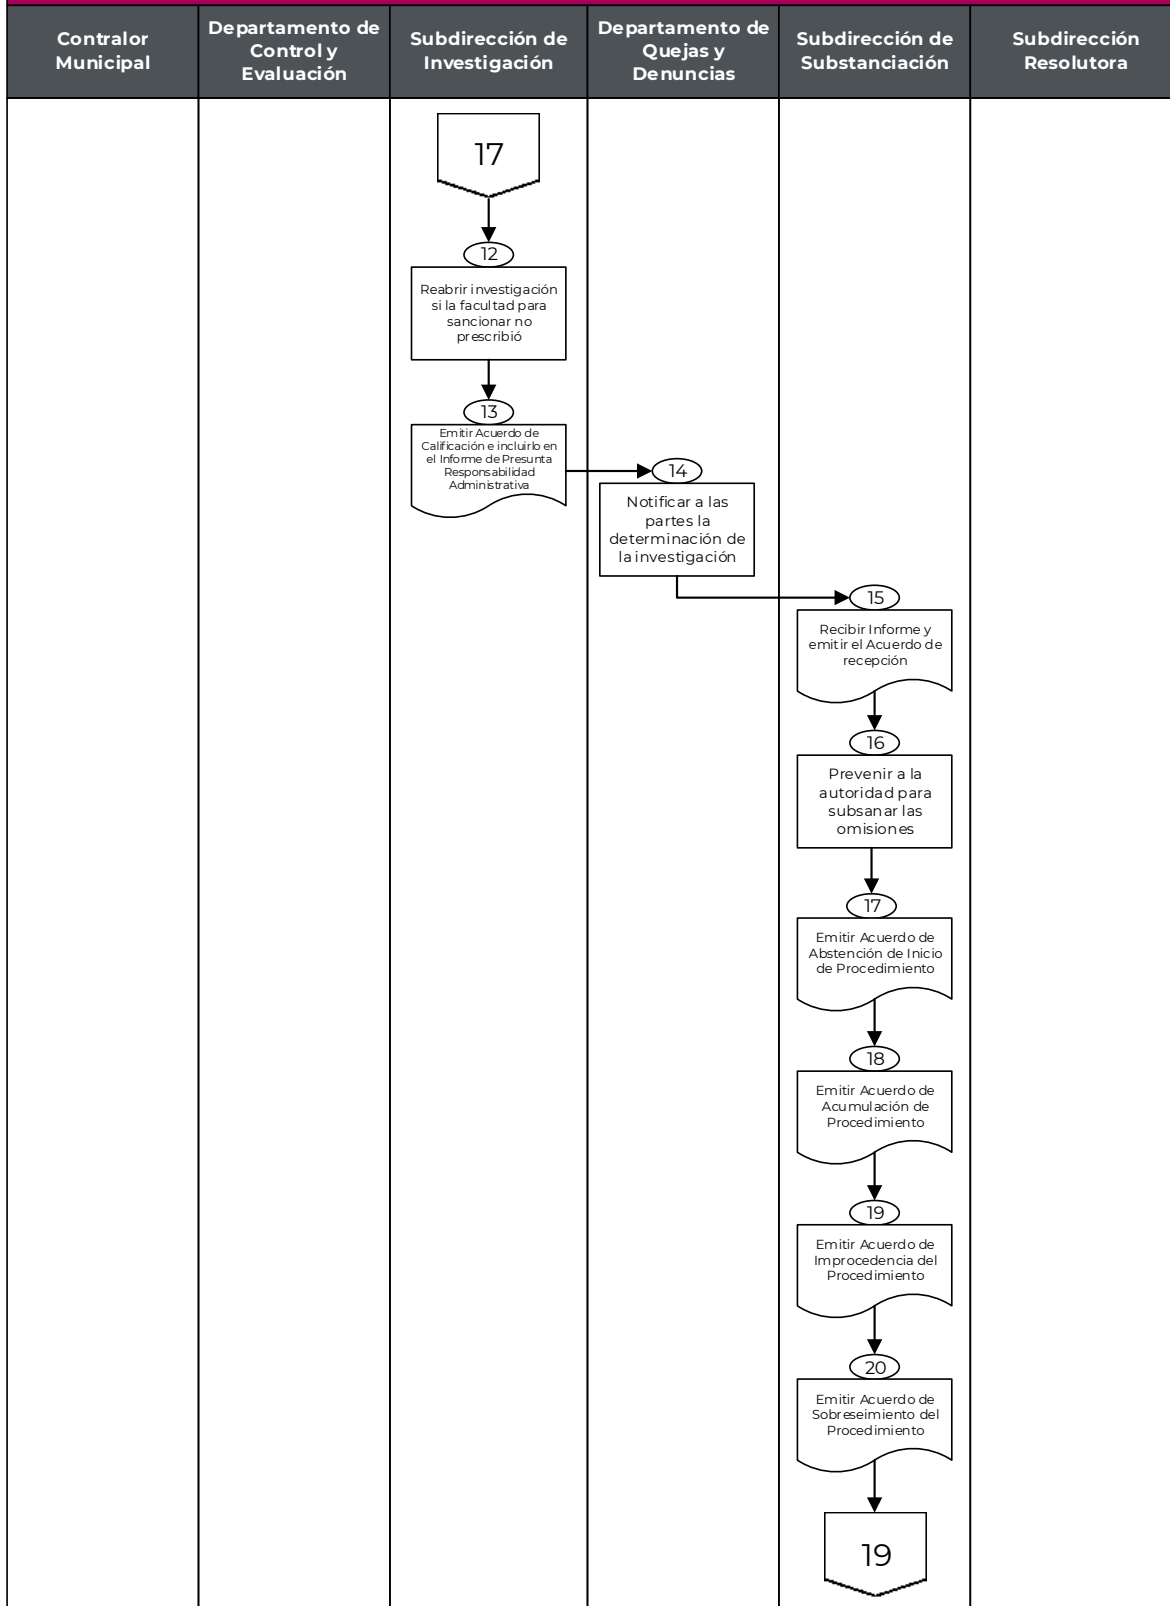 Contralor
Municipal
Departamento de
Control y
Evaluación
Subdirección de
Investigación
Departamento de
Quejas y
Denuncias
Subdirección de
Substanciación
Subdirección
Resolutora
17
12
Reabrir investigación
si la facultad para
sancionar no
prescribió
13
Emitir Acuerdo de
Calificación e incluirlo en
el Informe de Presunta
Responsabilidad
Administrativa
14
Notificar a las
partes la
determinación de
la investigación
15
Recibir Informe y
emitir el Acuerdo de
recepción
16
Prevenir a la
autoridad para
subsanar las
omisiones
17
Emitir Acuerdo de
Abstención de Inicio
de Procedimiento
18
Emitir Acuerdo de
Acumulación de
Procedimiento
19
Emitir Acuerdo de
Improcedencia del
Procedimiento
20
Emitir Acuerdo de
Sobreseimiento del
Procedimiento
19